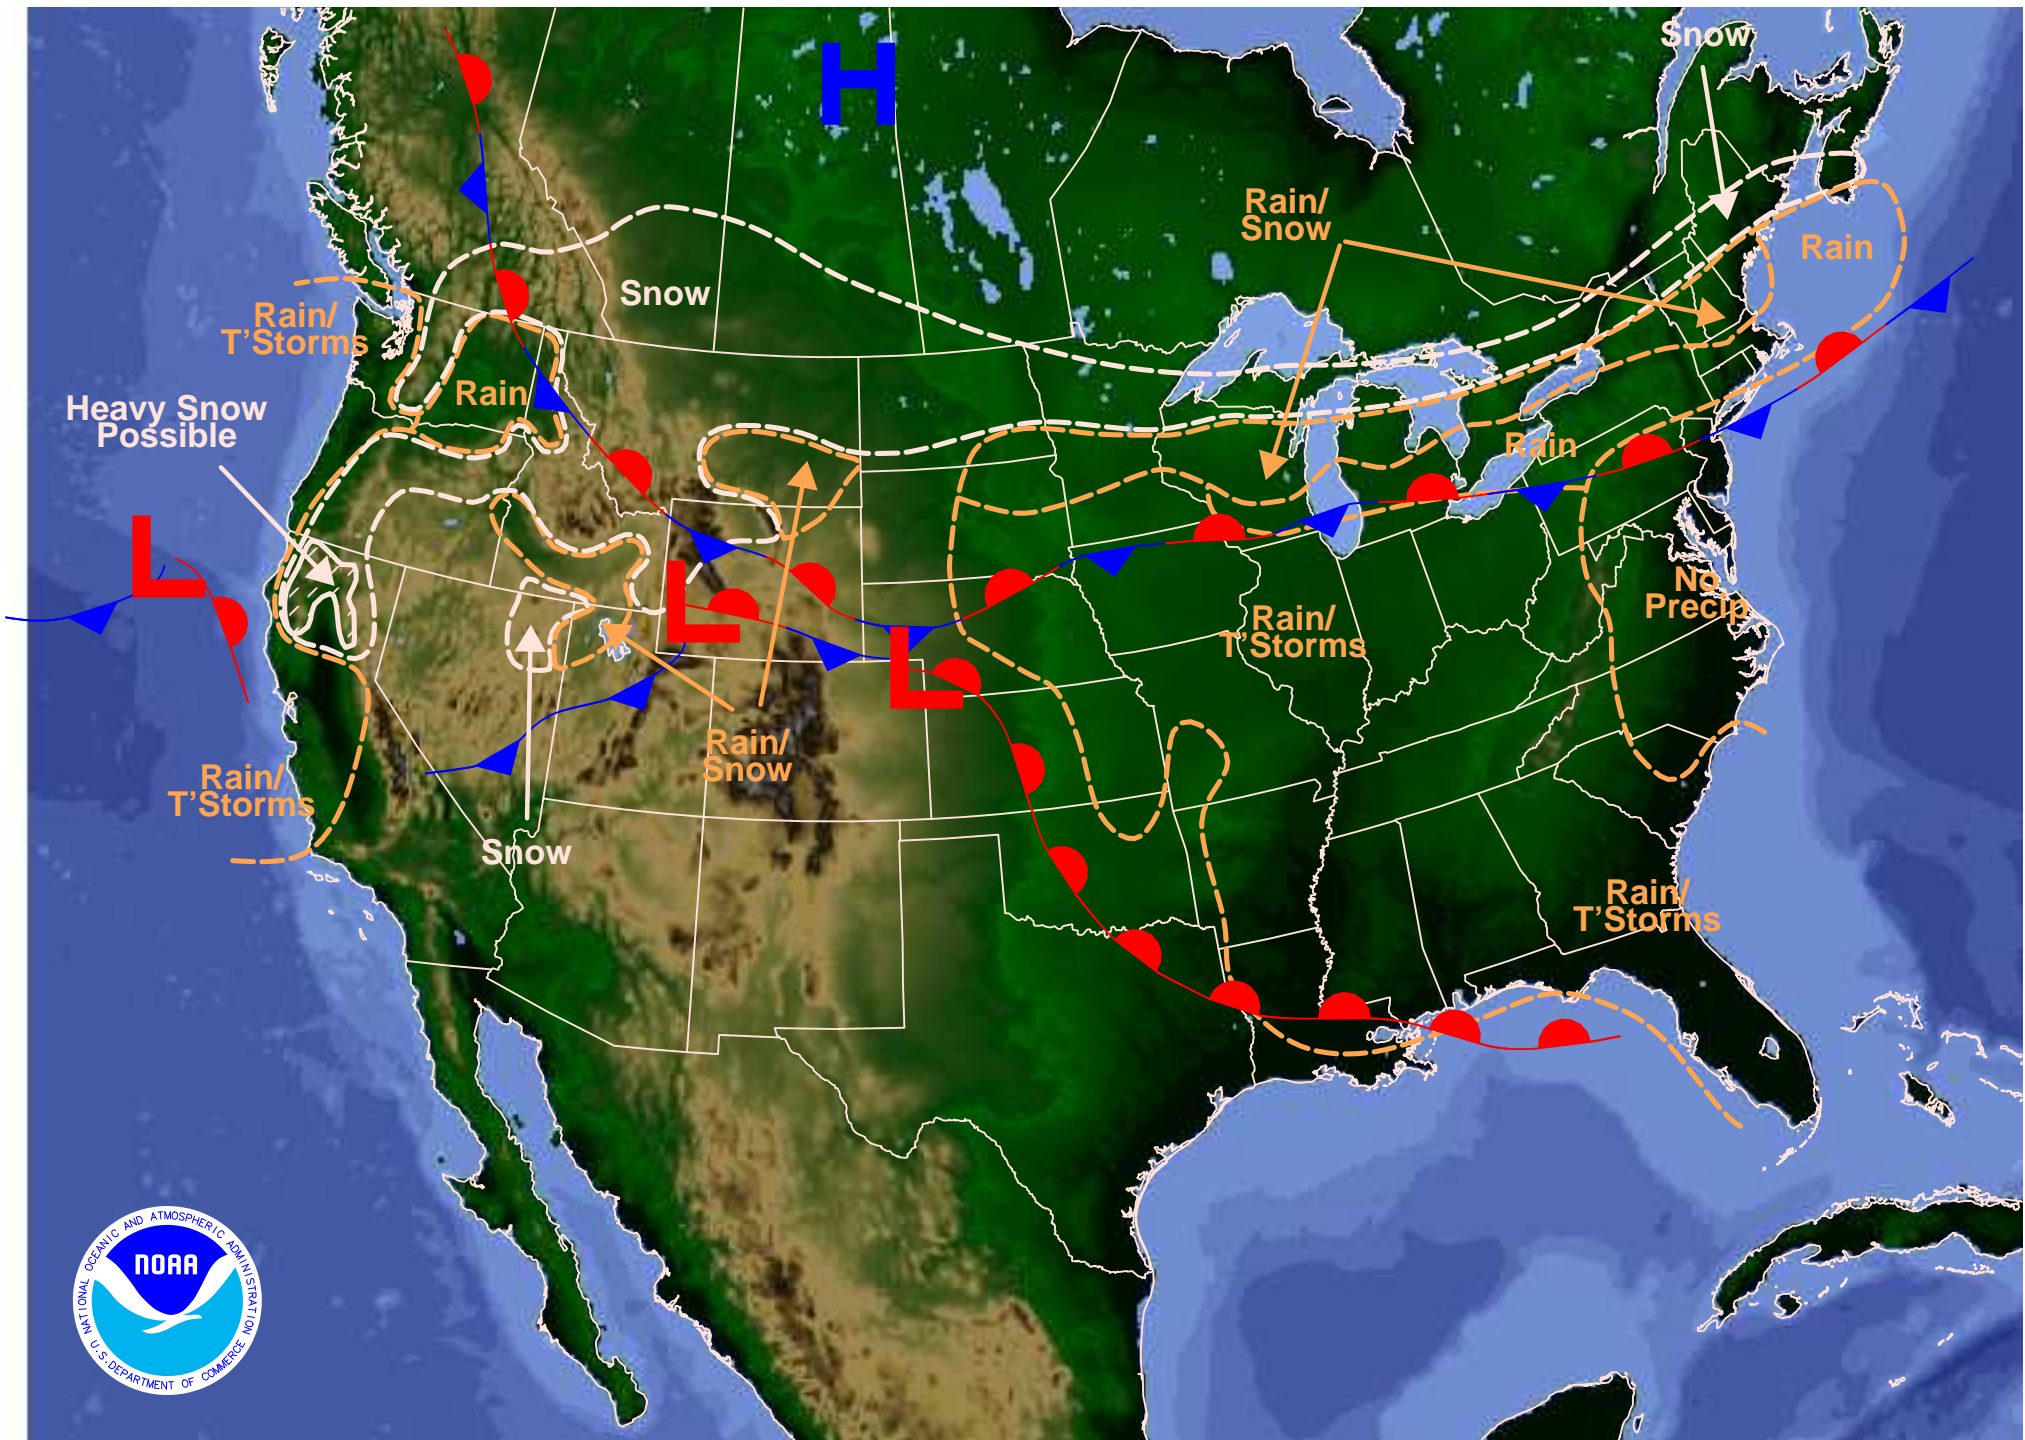 Snow
H
Rain/
Snow
Rain
Snow
Rain/
T'Storms
Rain
Heavy Snow
Possible
Rain
L
No
Precip
L
Rain/
T'Storms
L
Rain/
Snow
Rain/
T'Storms
Snow
Rain/
T'Storms
NATIONAL OCEANIC AND ATMOSPHERIC ADMINISTRATION
NOAA
U.S. DEPARTMENT OF COMMERCE